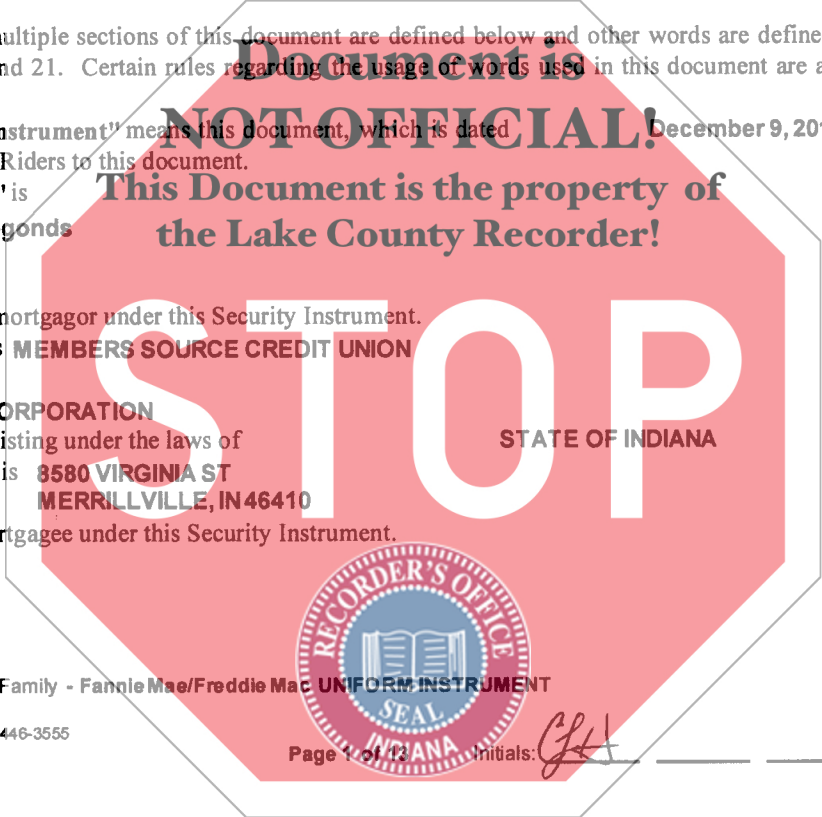 ultiple sections of this document are defined below and other words are define
nd 21. Certain rules regarding the usage of words used in this document are a
Document is
NOT OFFICIAL!
This Document is the property of
the Lake County Recorder!
nstrument" means this document, which is dated December 9, 201
Riders to this document.
" is
gonds
STOP
mortgagor under this Security Instrument.
s MEMBERS SOURCE CREDIT UNION
ORPORATION
isting under the laws of STATE OF INDIANA
is 8580 VIRGINIA ST
MERRILLVILLE, IN 46410
rtgagee under this Security Instrument.
RECORDER'S OFFICE
SEAL
INDIANA
Family - Fannie Mae/Freddie Mac UNIFORM INSTRUMENT
446-3555
Page 1 of 13 Initials: